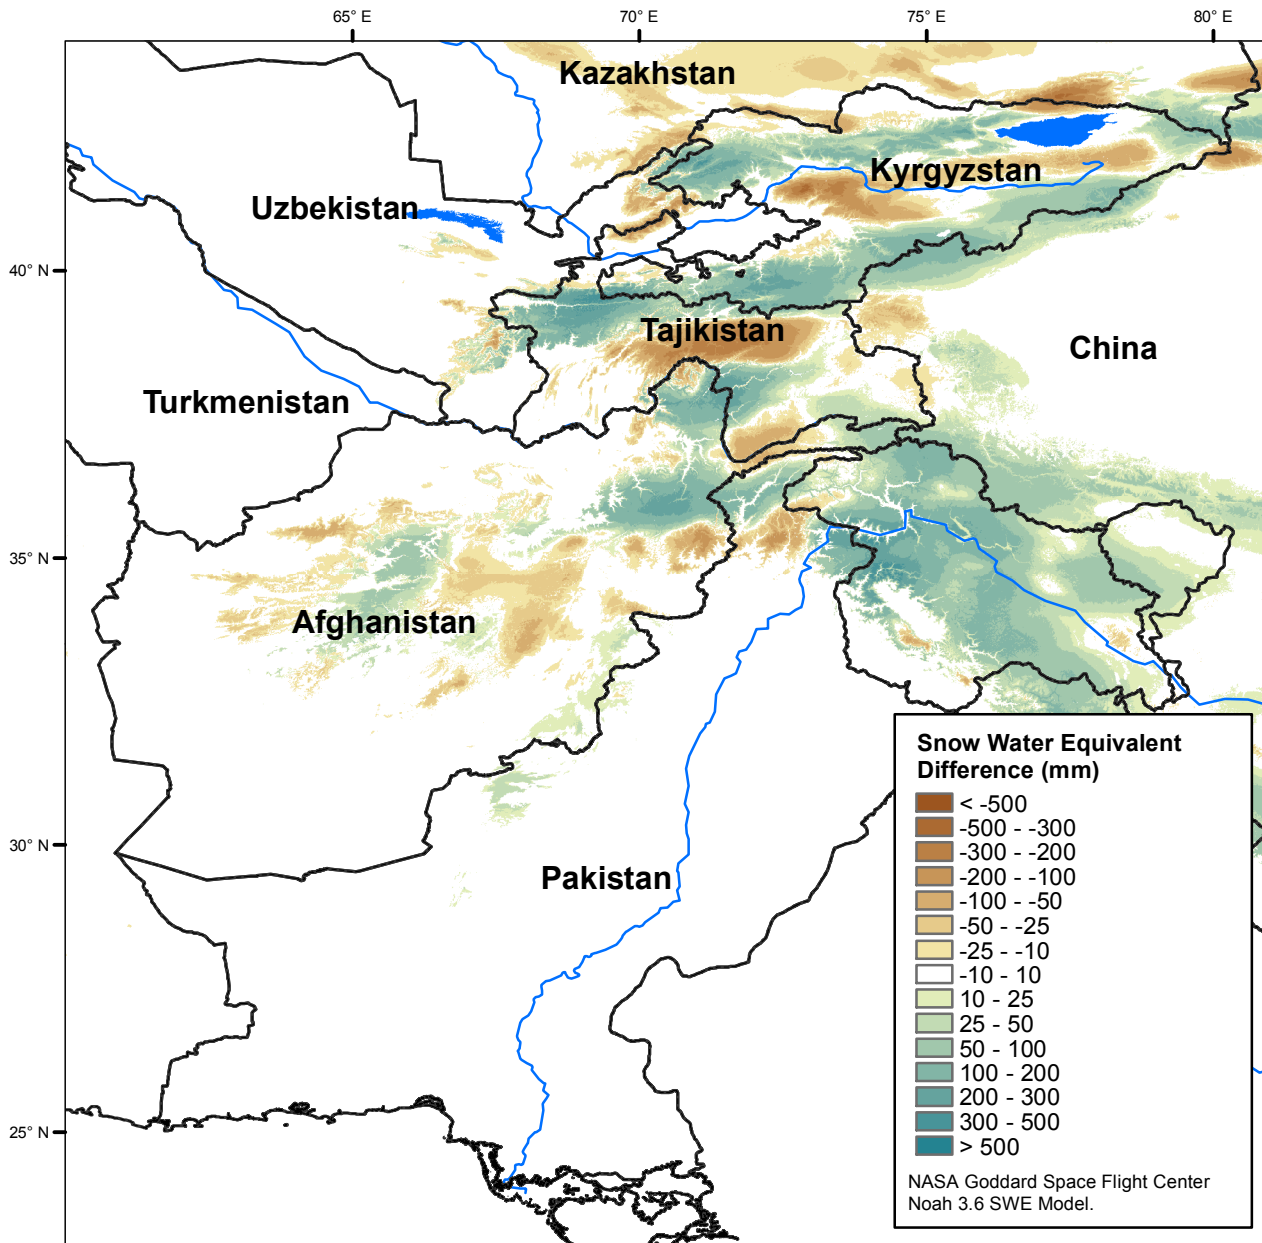 65° E
70° E
75° E
80° E
Kazakhstan
Kyrgyzstan
Uzbekistan
40° N
Tajikistan
China
Turkmenistan
35° N
Afghanistan
Snow Water Equivalent
Difference (mm)
< -500
-500 - -300
-300 - -200
-200 - -100
-100 - -50
-50 - -25
-25 - -10
-10 - 10
10 - 25
25 - 50
50 - 100
100 - 200
200 - 300
300 - 500
> 500
NASA Goddard Space Flight Center
Noah 3.6 SWE Model.
30° N
Pakistan
25° N